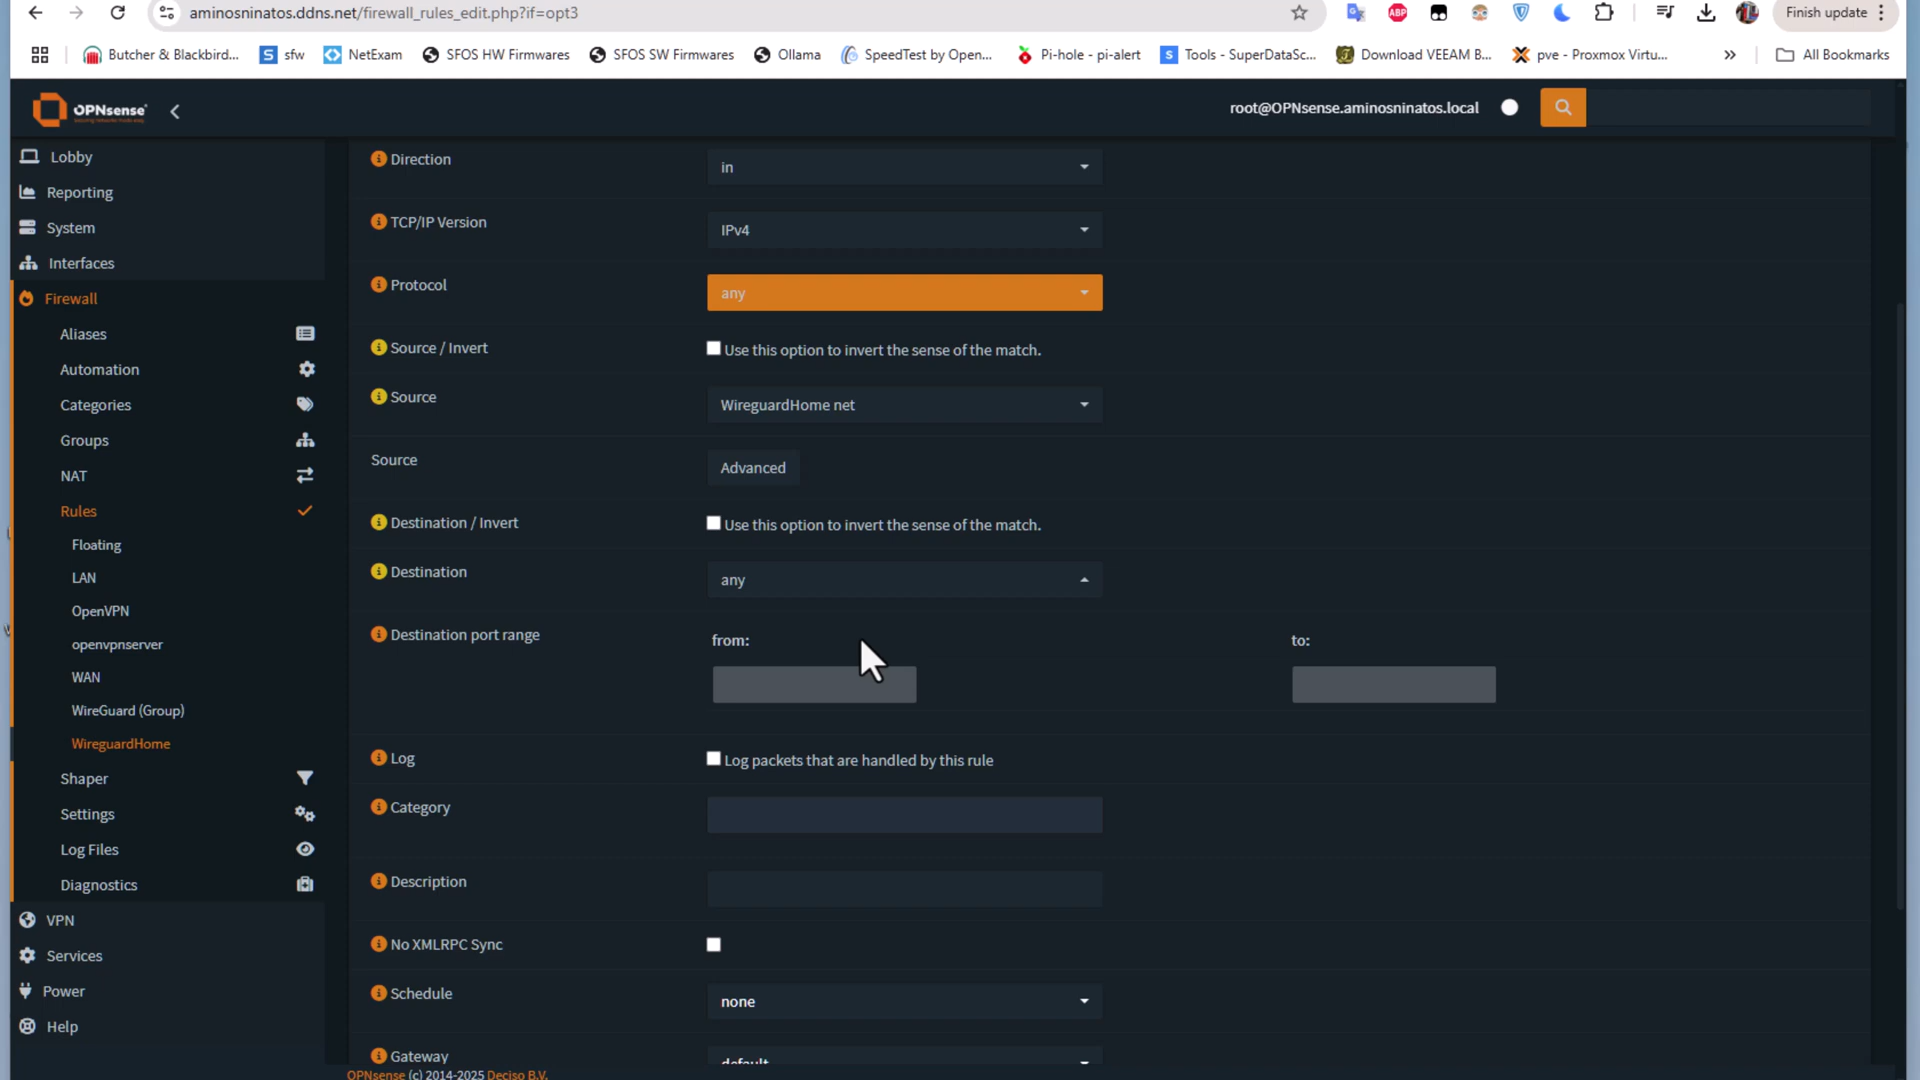 aminosninatos.ddns.net/firewall_rules_edit.php?if=opt3
ABP
Finish update
Butcher & Blackbird...
S sfw
NetExam
SFOS HW Firmwares
SFOS SW Firmwares
Ollama
SpeedTest by Open...
Pi-hole - pi-alert
S Tools - SuperDataSc...
Download VEEAM B...
pve - Proxmox Virtu...
»
All Bookmarks
OPNsense
root@OPNsense.aminosninatos.local
Lobby
Reporting
System
Interfaces
Firewall
Aliases
Automation
Categories
Groups
NAT
Rules
Floating
LAN
OpenVPN
openvpnserver
WAN
WireGuard (Group)
WireguardHome
Shaper
Settings
Log Files
Diagnostics
VPN
Services
Power
Help
Direction
in
TCP/IP Version
IPv4
Protocol
any
Source / Invert
Use this option to invert the sense of the match.
Source
WireguardHome net
Source
Advanced
Destination / Invert
Use this option to invert the sense of the match.
Destination
any
Destination port range
from:
to:
Log
Log packets that are handled by this rule
Category
Description
No XMLRPC Sync
Schedule
none
Gateway
default
OPNsense (c) 2014-2025 Deciso B.V.